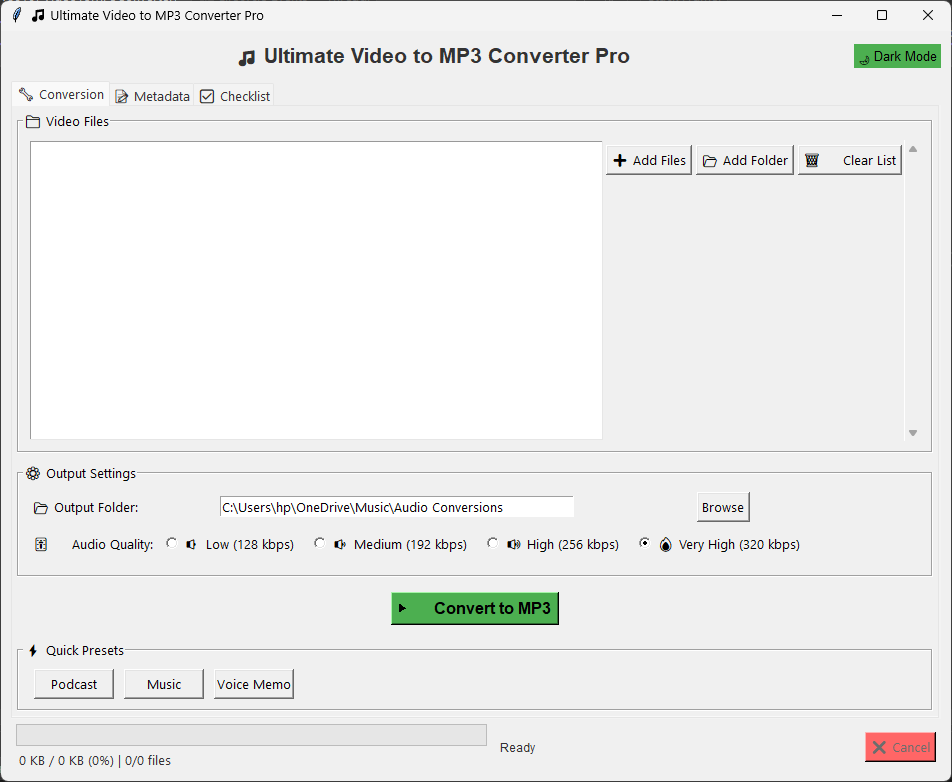 Ultimate Video to MP3 Converter Pro
Ultimate Video to MP3 Converter Pro
Dark Mode
Conversion Metadata Checklist
Video Files
Add Files Add Folder Clear List
Output Settings
Output Folder: C:\Users\hp\OneDrive\Music\Audio Conversions Browse
Audio Quality: Low (128 kbps) Medium (192 kbps) High (256 kbps) Very High (320 kbps)
Convert to MP3
Quick Presets
Podcast Music Voice Memo
Ready
Cancel
0 KB / 0 KB (0%) | 0/0 files